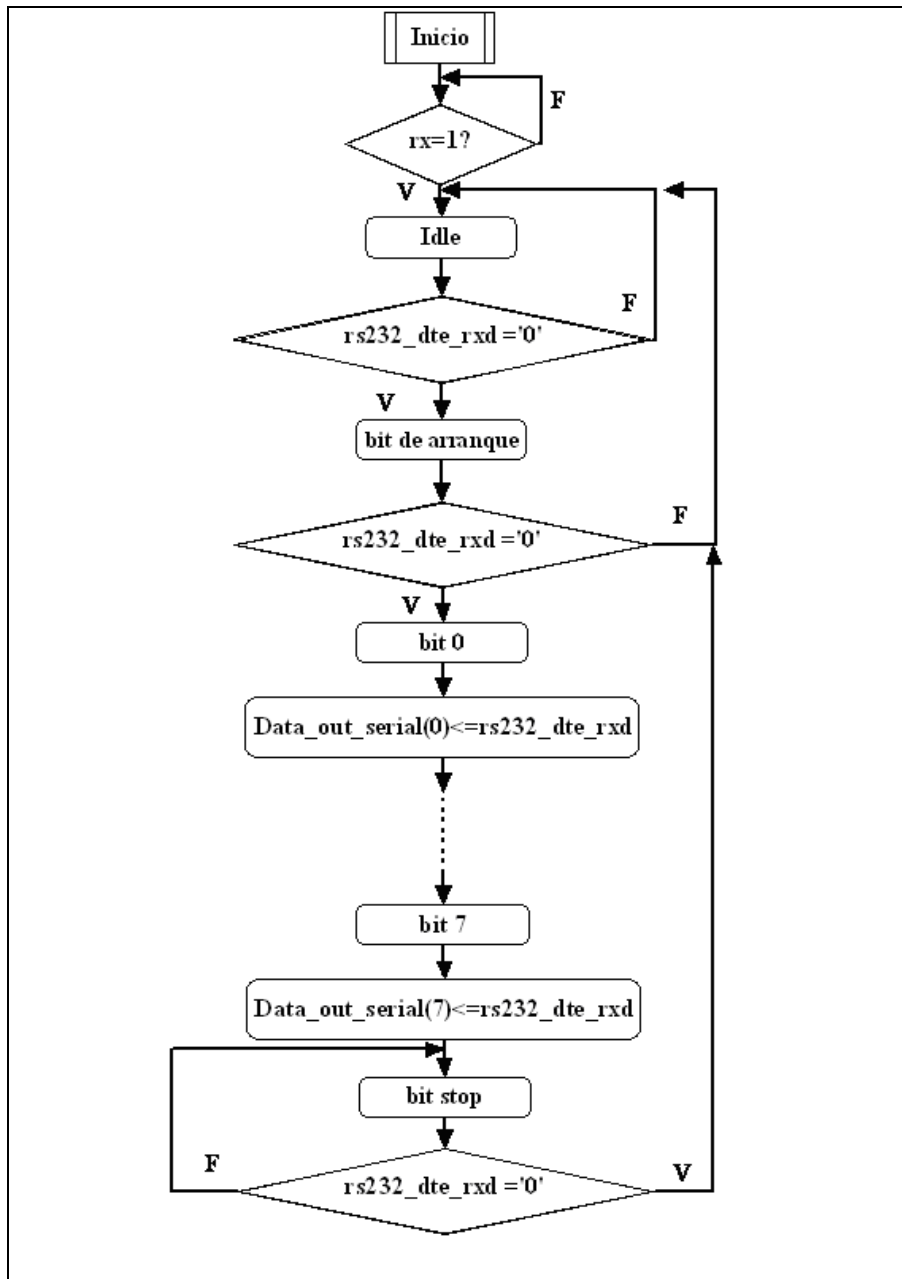 Inicio
F
rx=1?
V
Idle
F
rs232_dte_rxd ='0'
V
bit de arranque
F
rs232_dte_rxd ='0'
V
bit 0
Data_out_serial(0)<=rs232_dte_rxd
bit 7
Data_out_serial(7)<=rs232_dte_rxd
bit stop
F
V
rs232_dte_rxd ='0'